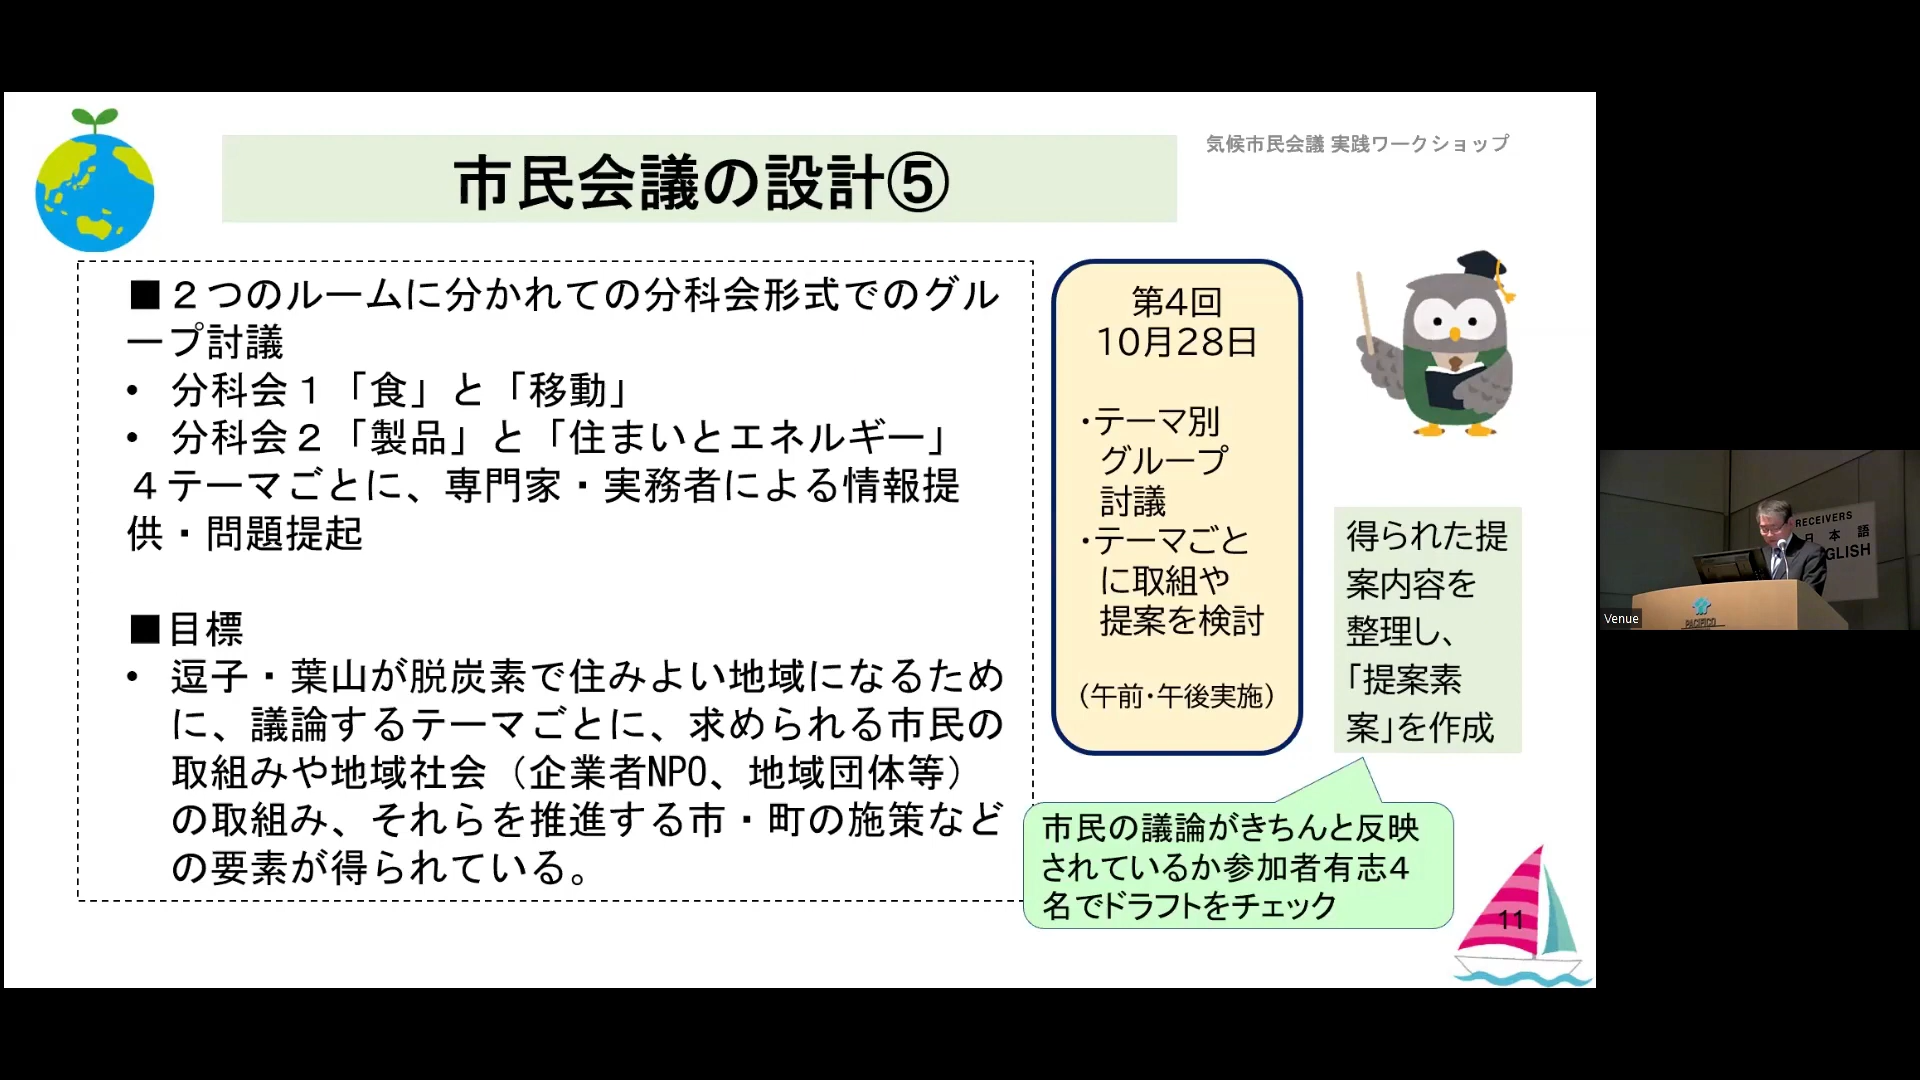 気候市民会議 実践ワークショップ
市民会議の設計⑤
■２つのルームに分かれての分科会形式でのグル
ープ討議
• 分科会１「食」と「移動」
• 分科会２「製品」と「住まいとエネルギー」
４テーマごとに、専門家・実務者による情報提
供・問題提起
■目標
• 逗子・葉山が脱炭素で住みよい地域になるため
に、議論するテーマごとに、求められる市民の
取組みや地域社会（企業者NPO、地域団体等）
の取組み、それらを推進する市・町の施策など
の要素が得られている。
第4回
10月28日
・テーマ別
グループ
討議
・テーマごと
に取組や
提案を検討
（午前・午後実施）
得られた提
案内容を
整理し、
「提案素
案」を作成
市民の議論がきちんと反映
されているか参加者有志４
名でドラフトをチェック
11
RECEIVERS
日本語
GLISH
PACIFICO
Venue